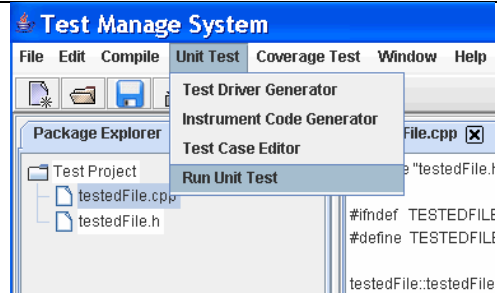 Test Manage System
File Edit Compile Unit Test Coverage Test Window Help
Test Driver Generator
Instrument Code Generator
Test Case Editor
Run Unit Test
Package Explorer
File.cpp
Test Project
testedFile.cpp
testedFile.h
"testedFile.h
#ifndef TESTEDFILE
#define TESTEDFILE
testedFile::testedFile